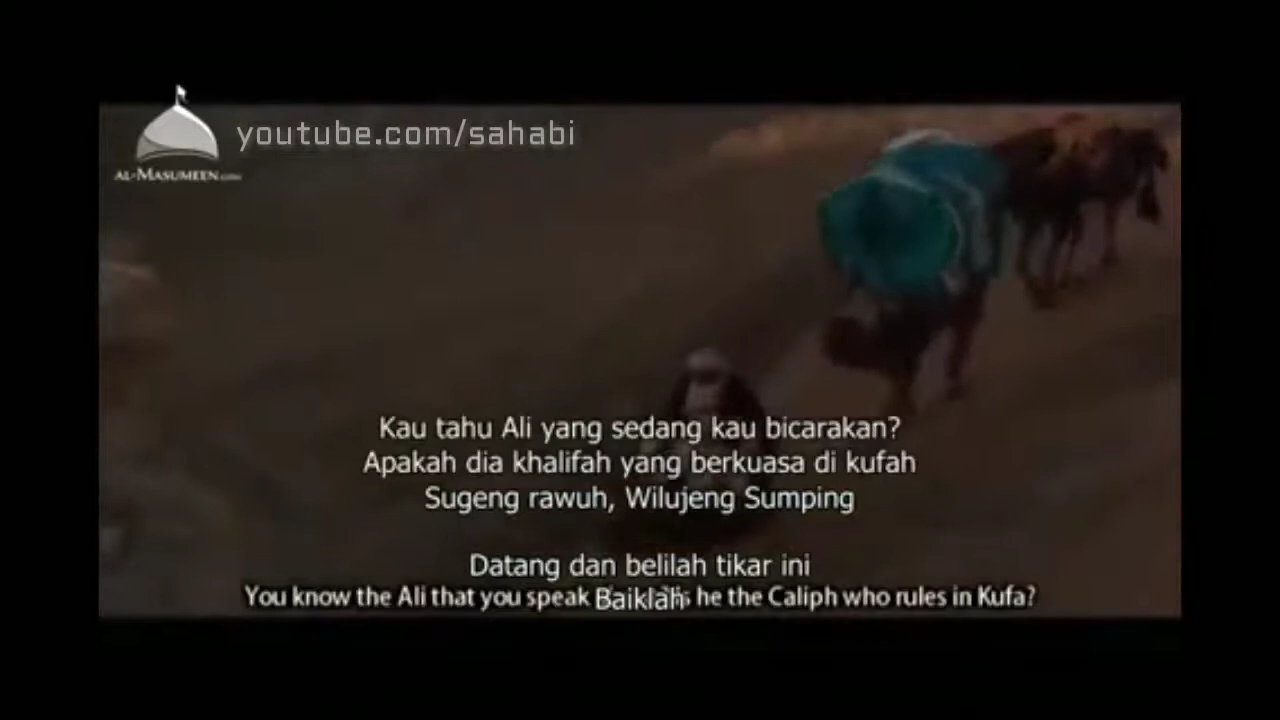 youtube.com/sahabi
AL-MASUMEEN.com
Kau tahu Ali yang sedang kau bicarakan?
Apakah dia khalifah yang berkuasa di kufah
Sugeng rawuh, Wilujeng Sumping
Datang dan belilah tikar ini
You know the Ali that you speak he the Caliph who rules in Kufa?
Baiklah